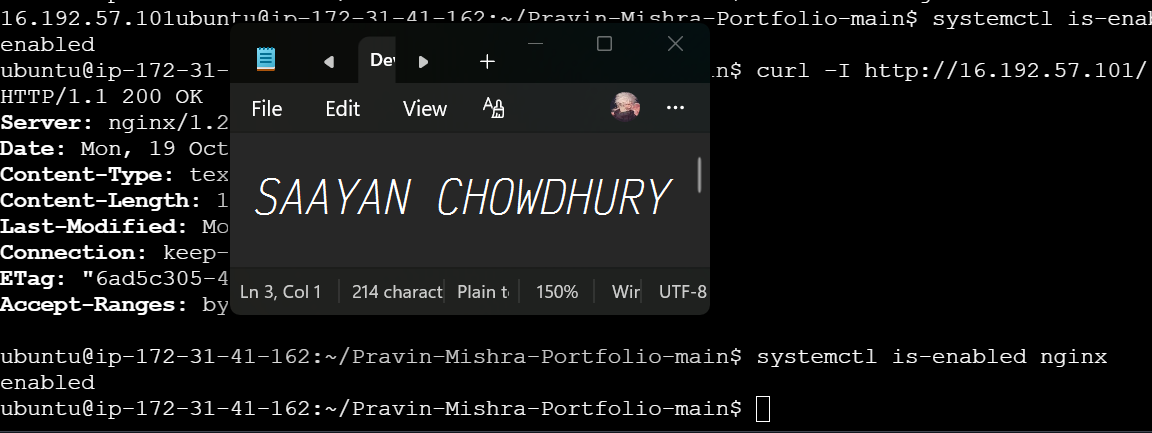 16.192.57.101ubuntu@ip-172-31-41-162:~/Pravin-Mishra-Portfolio-main$ systemctl is-enab
enabled
ubuntu@ip-172-31- in$ curl -I http://16.192.57.101/
HTTP/1.1 200 OK
Server: nginx/1.2
Date: Mon, 19 Oct
Content-Type: tex
Content-Length: 1
Last-Modified: Mo
Connection: keep-
ETag: "6ad5c305-4
Accept-Ranges: by
De
File Edit View
SAAYAN CHOWDHURY
Ln 3, Col 1 214 charact Plain t 150% Wir UTF-8
ubuntu@ip-172-31-41-162:~/Pravin-Mishra-Portfolio-main$ systemctl is-enabled nginx
enabled
ubuntu@ip-172-31-41-162:~/Pravin-Mishra-Portfolio-main$